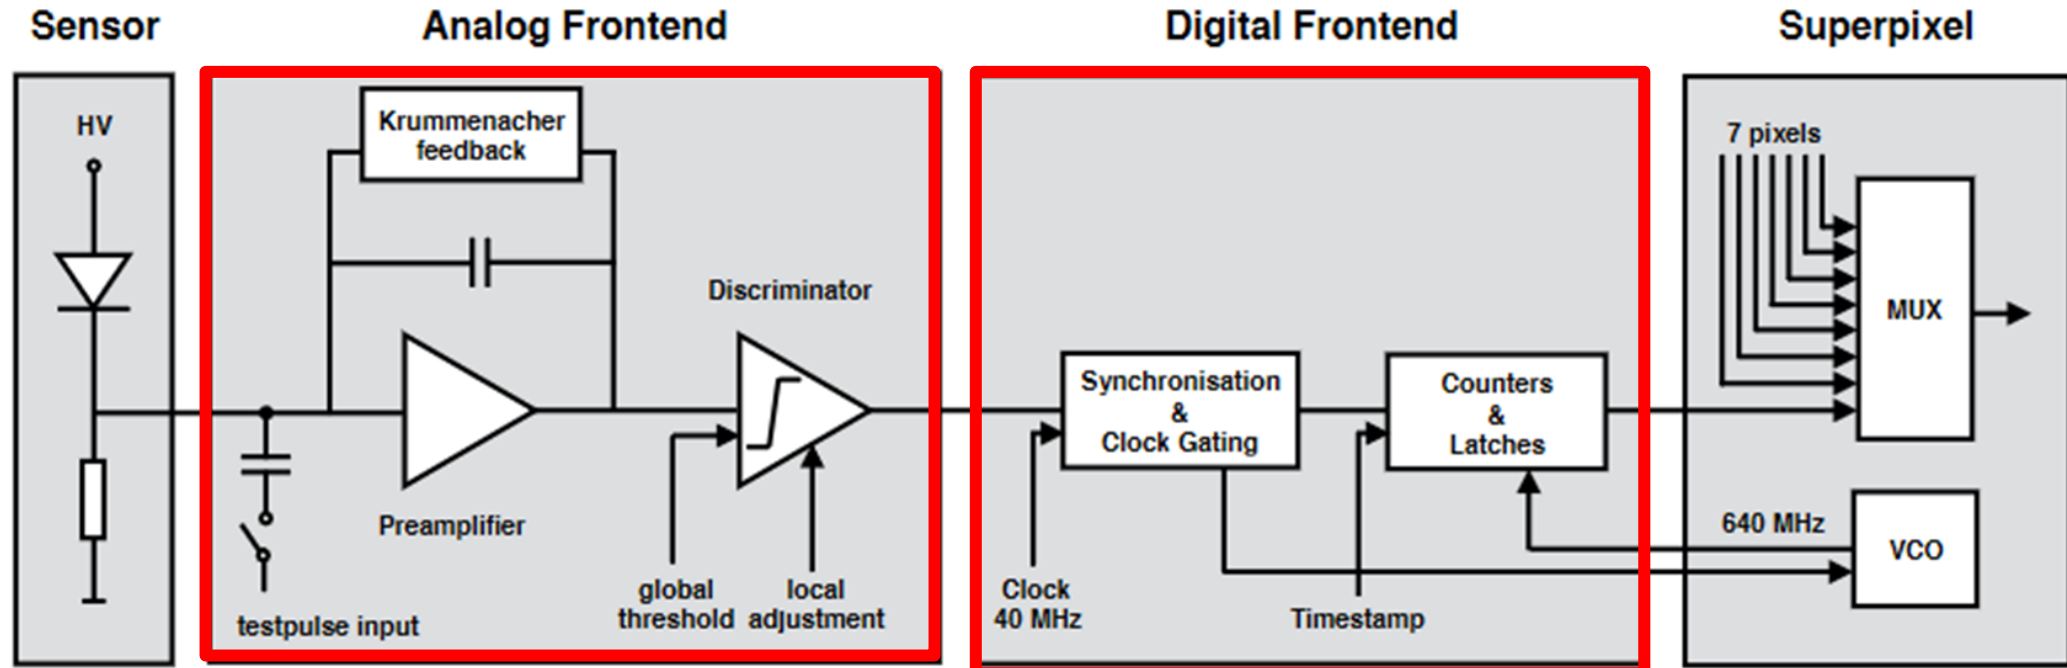 Sensor
Analog Frontend
Digital Frontend
Superpixel
HV
Krummenacher
feedback
Preamplifier
testpulse input
Discriminator
global
threshold
local
adjustment
Synchronisation
&
Clock Gating
Clock
40 MHz
Counters
&
Latches
Timestamp
7 pixels
MUX
640 MHz
VCO